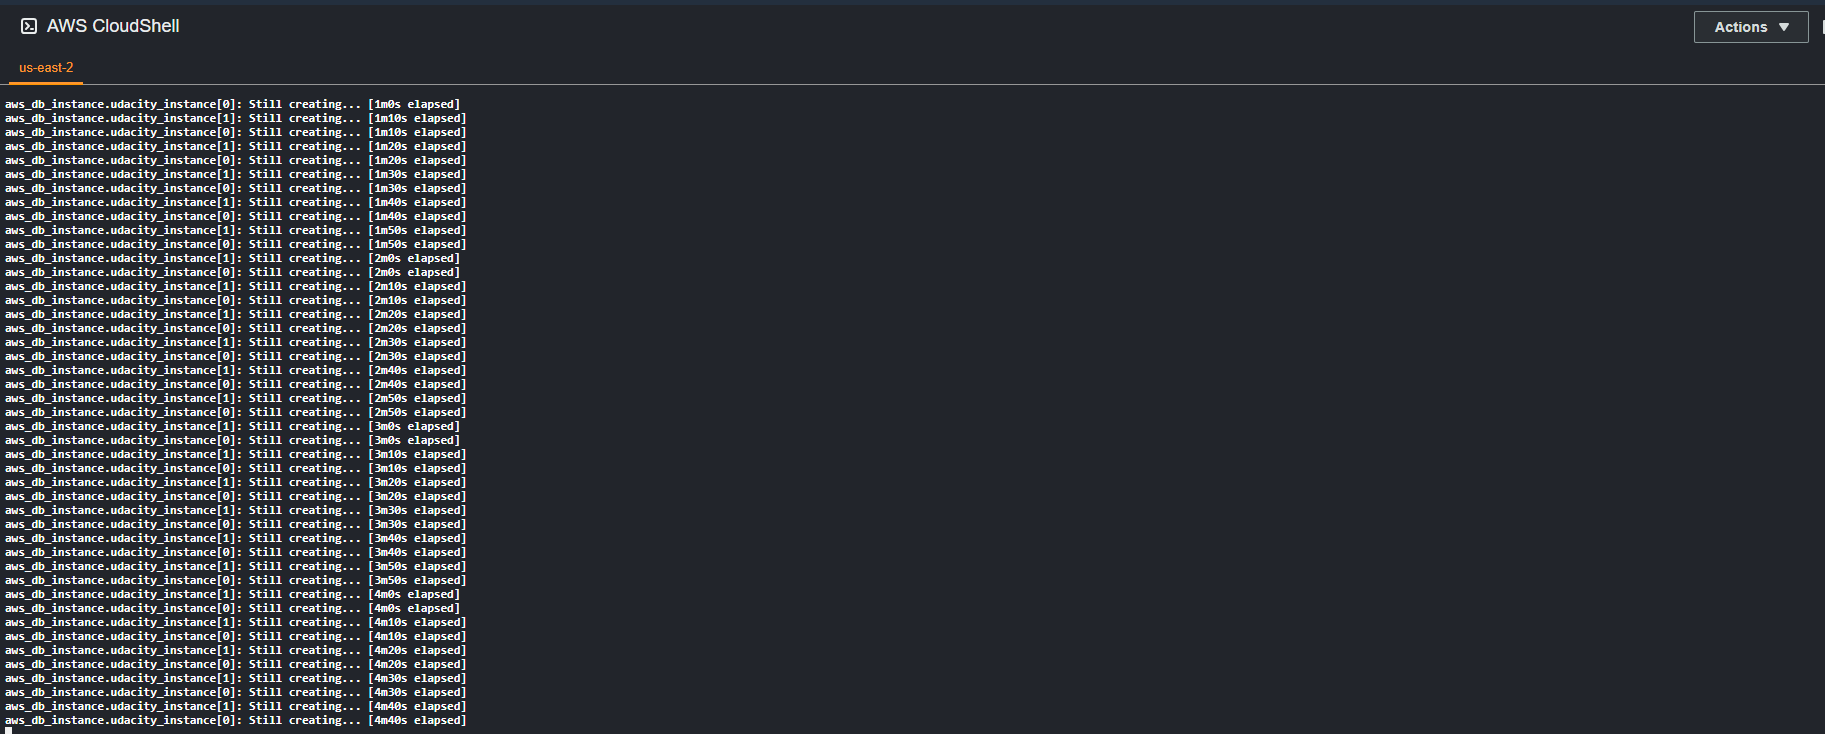 AWS CloudShell
Actions
us-east-2
aws_db_instance.udacity_instance[0]: Still creating... [1m0s elapsed]
aws_db_instance.udacity_instance[1]: Still creating... [1m10s elapsed]
aws_db_instance.udacity_instance[0]: Still creating... [1m10s elapsed]
aws_db_instance.udacity_instance[1]: Still creating... [1m20s elapsed]
aws_db_instance.udacity_instance[0]: Still creating... [1m20s elapsed]
aws_db_instance.udacity_instance[1]: Still creating... [1m30s elapsed]
aws_db_instance.udacity_instance[0]: Still creating... [1m30s elapsed]
aws_db_instance.udacity_instance[1]: Still creating... [1m40s elapsed]
aws_db_instance.udacity_instance[0]: Still creating... [1m40s elapsed]
aws_db_instance.udacity_instance[1]: Still creating... [1m50s elapsed]
aws_db_instance.udacity_instance[0]: Still creating... [1m50s elapsed]
aws_db_instance.udacity_instance[1]: Still creating... [2m0s elapsed]
aws_db_instance.udacity_instance[0]: Still creating... [2m0s elapsed]
aws_db_instance.udacity_instance[1]: Still creating... [2m10s elapsed]
aws_db_instance.udacity_instance[0]: Still creating... [2m10s elapsed]
aws_db_instance.udacity_instance[1]: Still creating... [2m20s elapsed]
aws_db_instance.udacity_instance[0]: Still creating... [2m20s elapsed]
aws_db_instance.udacity_instance[1]: Still creating... [2m30s elapsed]
aws_db_instance.udacity_instance[0]: Still creating... [2m30s elapsed]
aws_db_instance.udacity_instance[1]: Still creating... [2m40s elapsed]
aws_db_instance.udacity_instance[0]: Still creating... [2m40s elapsed]
aws_db_instance.udacity_instance[1]: Still creating... [2m50s elapsed]
aws_db_instance.udacity_instance[0]: Still creating... [2m50s elapsed]
aws_db_instance.udacity_instance[1]: Still creating... [3m0s elapsed]
aws_db_instance.udacity_instance[0]: Still creating... [3m0s elapsed]
aws_db_instance.udacity_instance[1]: Still creating... [3m10s elapsed]
aws_db_instance.udacity_instance[0]: Still creating... [3m10s elapsed]
aws_db_instance.udacity_instance[1]: Still creating... [3m20s elapsed]
aws_db_instance.udacity_instance[0]: Still creating... [3m20s elapsed]
aws_db_instance.udacity_instance[1]: Still creating... [3m30s elapsed]
aws_db_instance.udacity_instance[0]: Still creating... [3m30s elapsed]
aws_db_instance.udacity_instance[1]: Still creating... [3m40s elapsed]
aws_db_instance.udacity_instance[0]: Still creating... [3m40s elapsed]
aws_db_instance.udacity_instance[1]: Still creating... [3m50s elapsed]
aws_db_instance.udacity_instance[0]: Still creating... [3m50s elapsed]
aws_db_instance.udacity_instance[1]: Still creating... [4m0s elapsed]
aws_db_instance.udacity_instance[0]: Still creating... [4m0s elapsed]
aws_db_instance.udacity_instance[1]: Still creating... [4m10s elapsed]
aws_db_instance.udacity_instance[0]: Still creating... [4m10s elapsed]
aws_db_instance.udacity_instance[1]: Still creating... [4m20s elapsed]
aws_db_instance.udacity_instance[0]: Still creating... [4m20s elapsed]
aws_db_instance.udacity_instance[1]: Still creating... [4m30s elapsed]
aws_db_instance.udacity_instance[0]: Still creating... [4m30s elapsed]
aws_db_instance.udacity_instance[1]: Still creating... [4m40s elapsed]
aws_db_instance.udacity_instance[0]: Still creating... [4m40s elapsed]